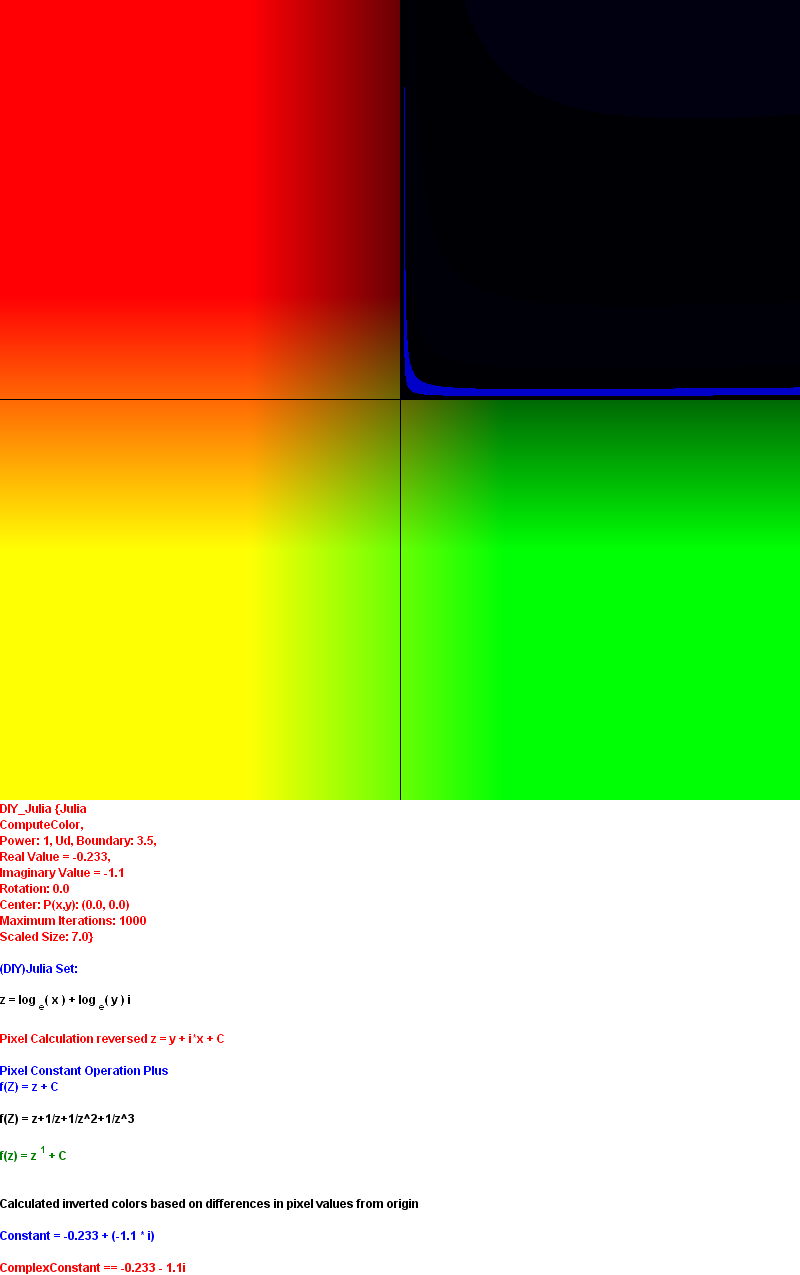 DIY_Julia {Julia
ComputeColor,
Power: 1, Ud, Boundary: 3.5,
Real Value = -0.233,
Imaginary Value = -1.1
Rotation: 0.0
Center: P(x,y): (0.0, 0.0)
Maximum Iterations: 1000
Scaled Size: 7.0}
(DIY)Julia Set:
z = log e( x ) + log e( y ) i
Pixel Calculation reversed z = y + i*x + C
Pixel Constant Operation Plus
f(Z) = z + C
f(Z) = z+1/z+1/z^2+1/z^3
f(z) = z 1 + C
Calculated inverted colors based on differences in pixel values from origin
Constant = -0.233 + (-1.1 * i)
ComplexConstant == -0.233 - 1.1i